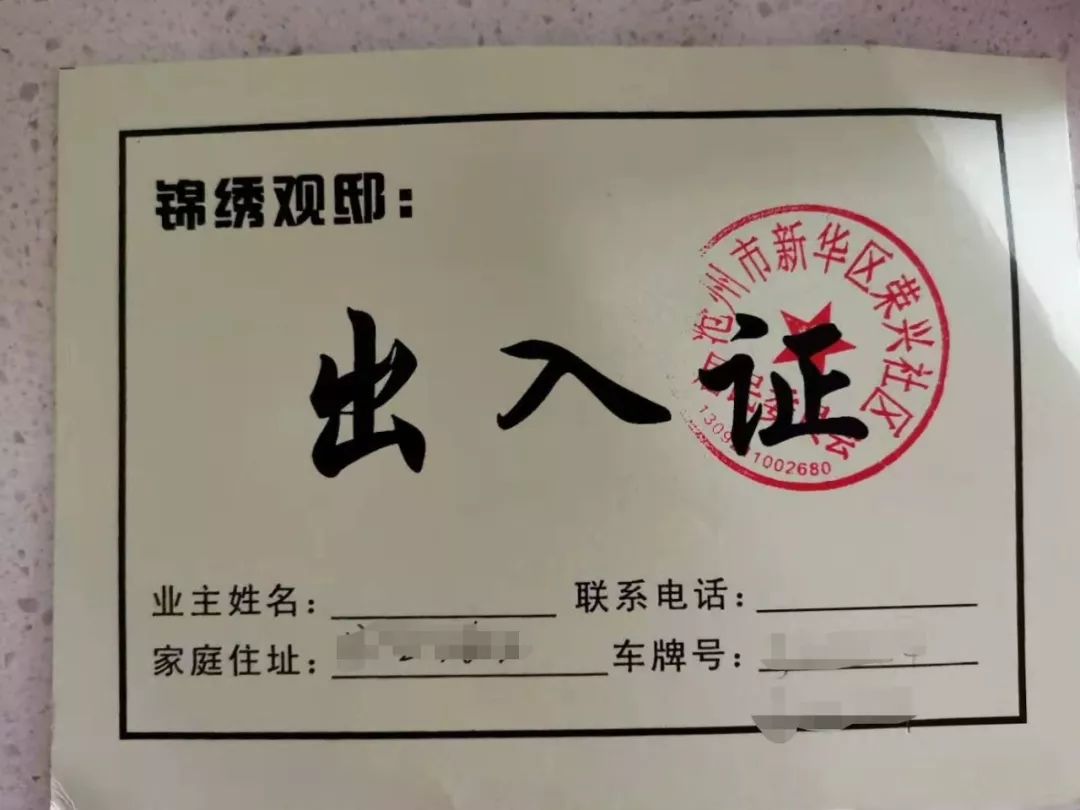 锦绣观邸：
沧州市新华区荣兴社区
出入证
1002680
业主姓名：
联系电话：
家庭住址：
车牌号：